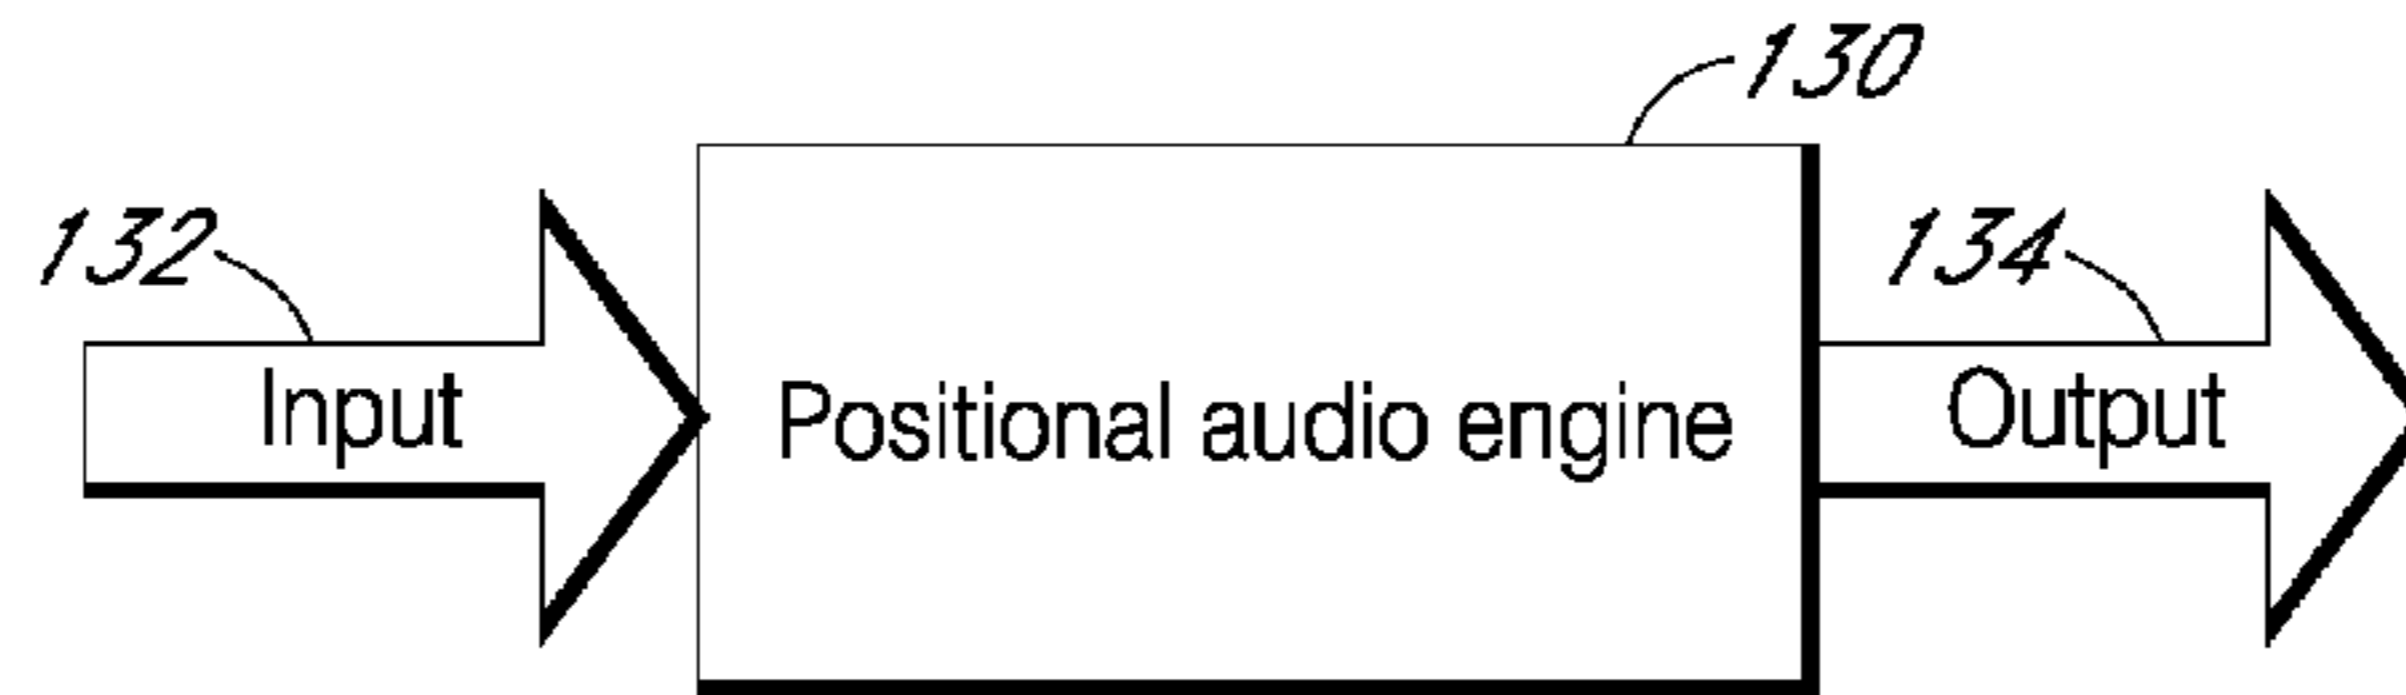 130
132
134
Input
Positional audio engine
Output